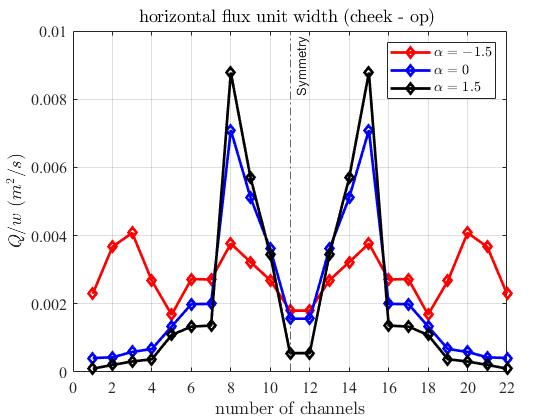 horizontal flux unit width (cheek - op)
0.01
0.008
0.006
0.004
0.002
0
Q/w (m²/s)
Symmetry
α = −1.5
α = 0
α = 1.5
0 2 4 6 8 10 11 12 14 16 18 20 22
number of channels